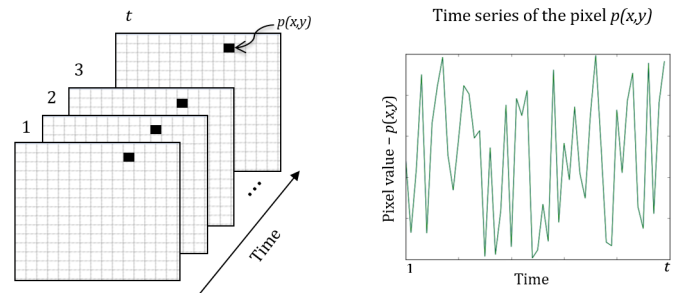 t
p(x,y)
3
2
1
...
Time
Time series of the pixel p(x,y)
Pixel value – p(x,y)
1
t
Time